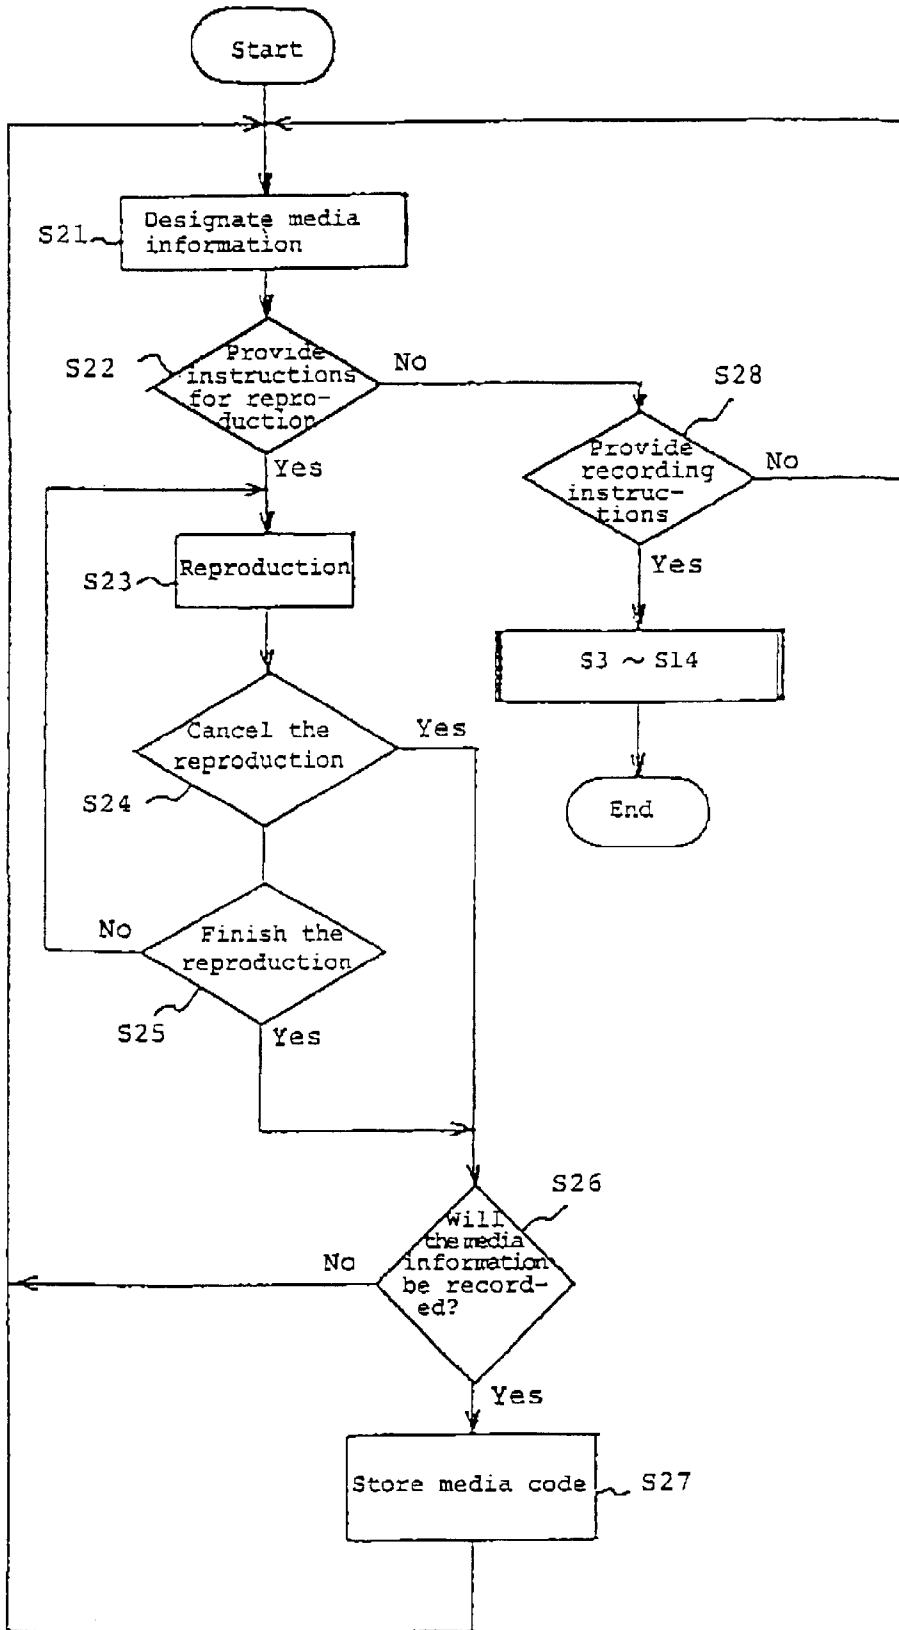 Start
S21
Designate media
information
S22
Provide
instructions
for repro-
duction
No
Yes
S28
Provide
recording
instruc-
tions
No
Yes
S23
Reproduction
S3 ~ S14
End
Cancel the
reproduction
Yes
S24
Finish the
reproduction
No
S25
Yes
S26
Will
the media
information
be record-
ed?
No
Yes
Store media code
S27